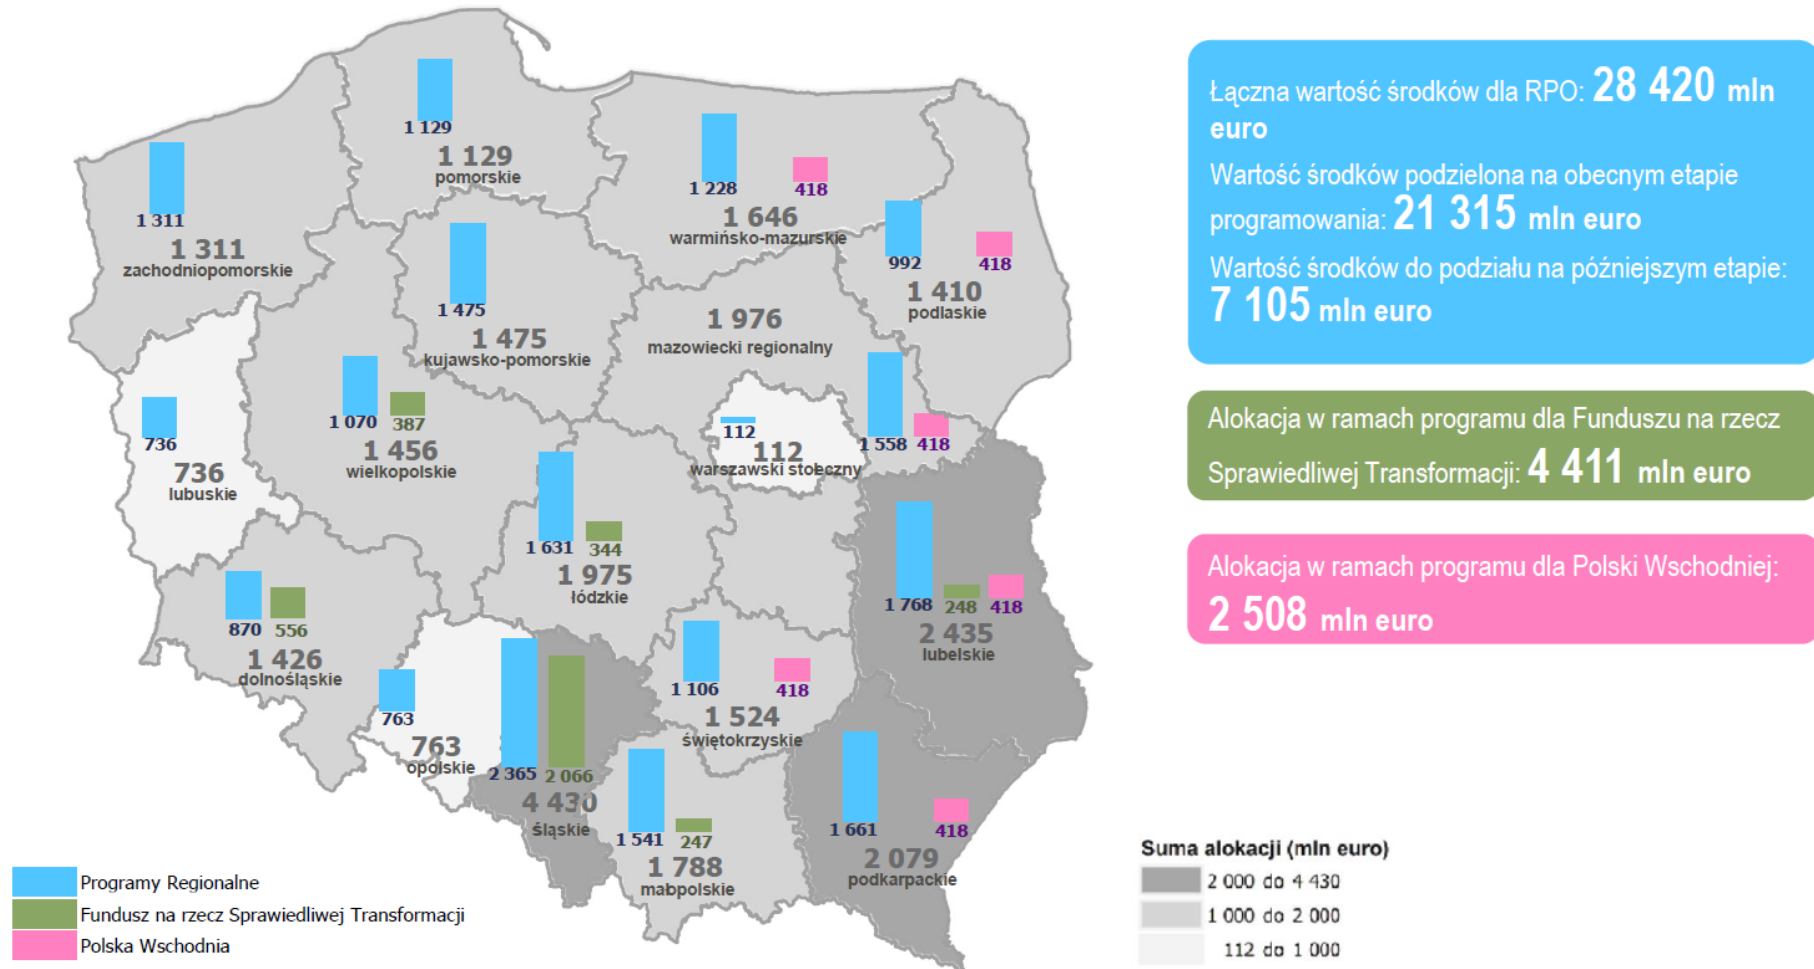 1 129
1 129
pomorskie
1 311
1 311
zachodniopomorskie
1 228
418
1 646
warmińsko-mazurskie
992
418
1 410
podlaskie
1 475
1 475
kujawsko-pomorskie
1 976
mazowiecki regionalny
1 558
418
112
112
warszawski stołeczny
736
736
lubuskie
1 070
387
1 456
wielkopolskie
1 631
344
1 975
łódzkie
1 768
248
418
2 435
lubelskie
870
556
1 426
dolnośląskie
763
763
opolskie
2 365
2 066
4 430
śląskie
1 106
418
1 524
świętokrzyskie
1 541
247
1 788
małopolskie
1 661
418
2 079
podkarpackie
Programy Regionalne
Fundusz na rzecz Sprawiedliwej Transformacji
Polska Wschodnia
Łączna wartość środków dla RPO: 28 420 mln
euro
Wartość środków podzielona na obecnym etapie
programowania: 21 315 mln euro
Wartość środków do podziału na późniejszym etapie:
7 105 mln euro
Alokacja w ramach programu dla Funduszu na rzecz
Sprawiedliwej Transformacji: 4 411 mln euro
Alokacja w ramach programu dla Polski Wschodniej:
2 508 mln euro
Suma alokacji (mln euro)
2 000 do 4 430
1 000 do 2 000
112 do 1 000